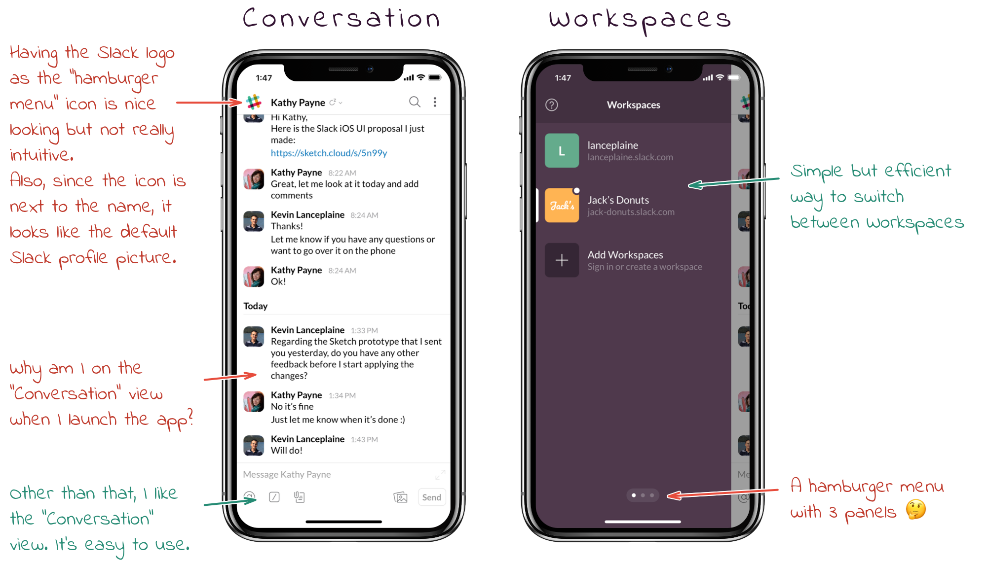 Conversation
Workspaces
Having the Slack logo
as the "hamburger
menu" icon is nice
looking but not really
intuitive.
Also, since the icon is
next to the name, it
looks like the default
Slack profile picture.
Why am I on the
"Conversation" view
when I launch the app?
Other than that, I like
the "Conversation"
view. It's easy to use.
1:47
Kathy Payne
Hi Kathy,
Here is the Slack iOS UI proposal I just
made:
https://sketch.cloud/s/5n99y
Kathy Payne 8:22 AM
Great, let me look at it today and add
comments
Kevin Lanceplaine 8:24 AM
Thanks!
Let me know if you have any questions or
want to go over it on the phone
Kathy Payne 8:24 AM
Ok!
Today
Kevin Lanceplaine 1:33 PM
Regarding the Sketch prototype that I sent
you yesterday, do you have any other
feedback before I start applying the
changes?
Kathy Payne 1:34 PM
No it's fine
Just let me know when it's done :)
Kevin Lanceplaine 1:43 PM
Will do!
Message Kathy Payne
Send
1:47
Workspaces
L
lanceplaine
lanceplaine.slack.com
Jack's
Jack's Donuts
jack-donuts.slack.com
Add Workspaces
Sign in or create a workspace
Toc
Me
Simple but efficient
way to switch
between workspaces
A hamburger menu
with 3 panels 🤔